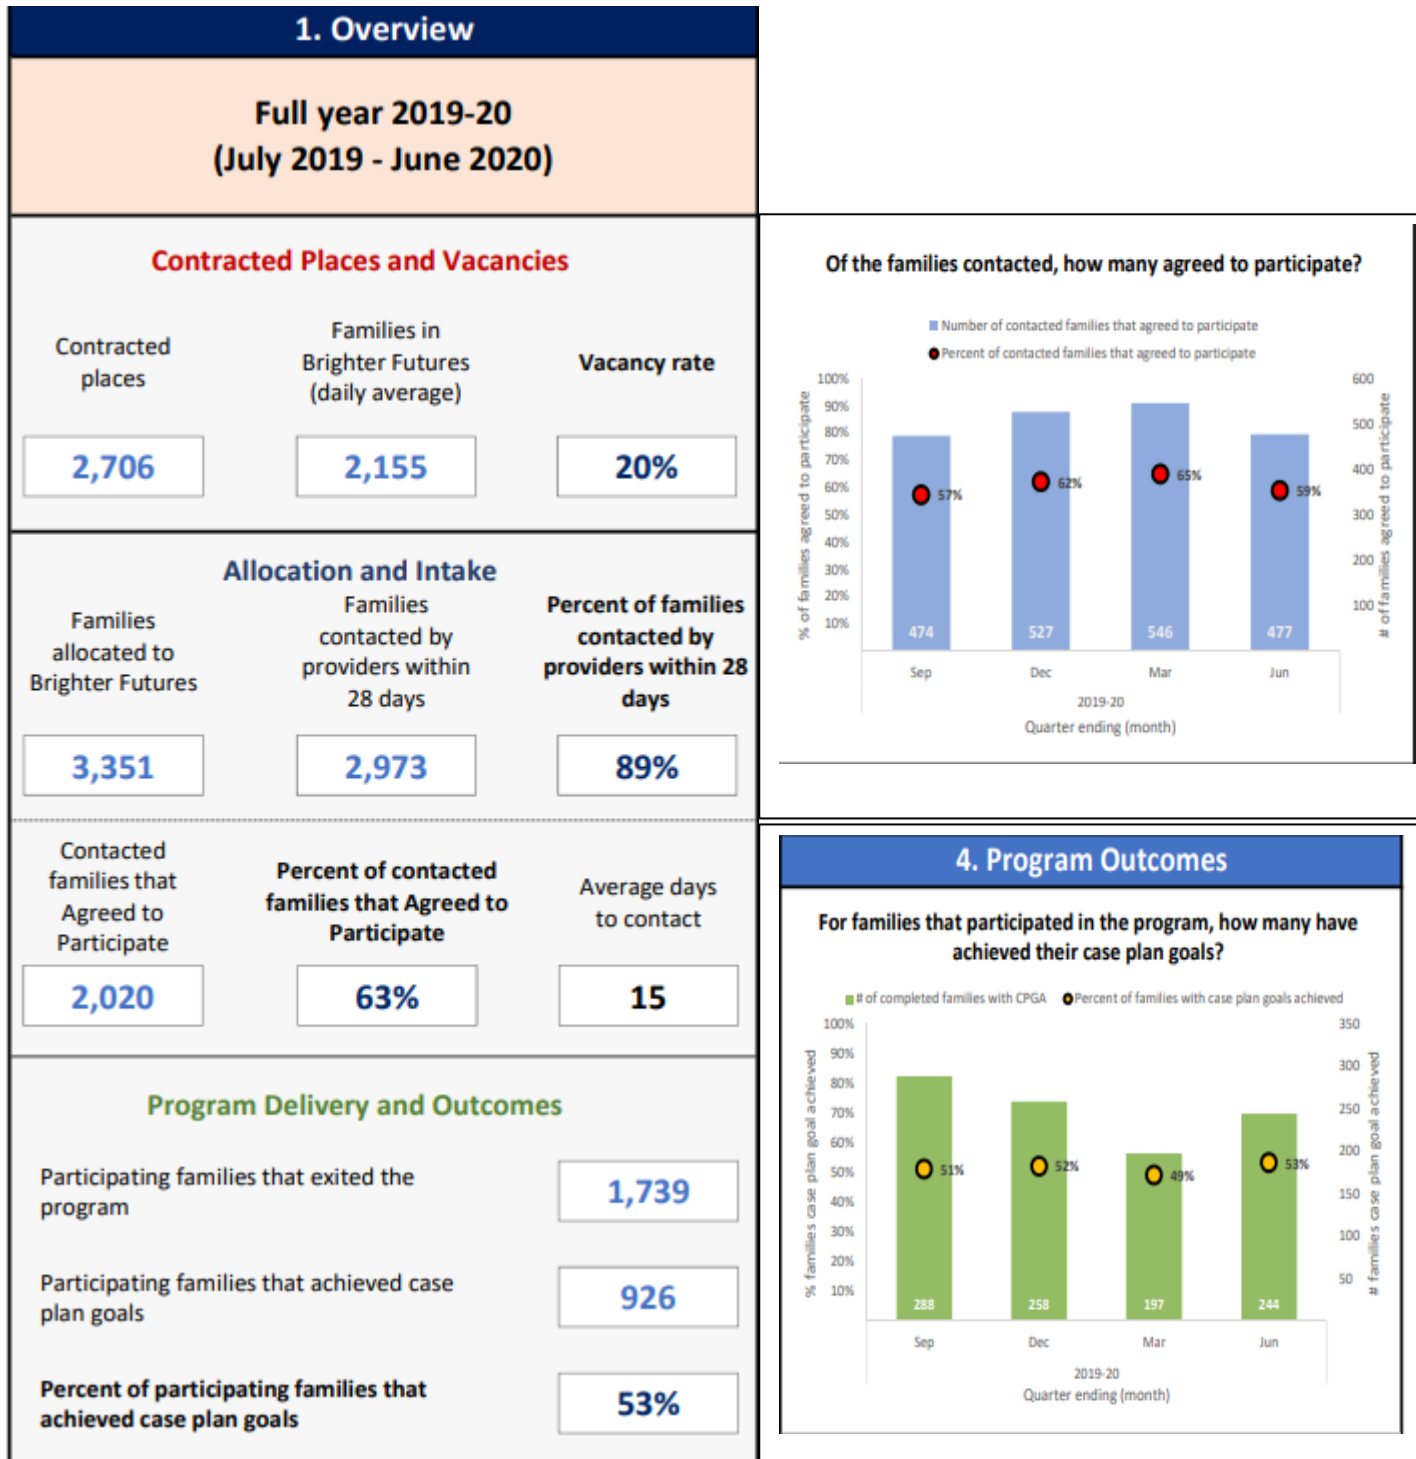 1. Overview
Full year 2019-20
(July 2019 - June 2020)
Contracted Places and Vacancies
Contracted
places
Families in
Brighter Futures
(daily average)
Vacancy rate
2,706
2,155
20%
Allocation and Intake
Families
allocated to
Brighter Futures
Families
contacted by
providers within
28 days
Percent of families
contacted by
providers within 28
days
3,351
2,973
89%
Contacted
families that
Agreed to
Participate
Percent of contacted
families that Agreed to
Participate
Average days
to contact
2,020
63%
15
Program Delivery and Outcomes
Participating families that exited the
program
1,739
Participating families that achieved case
plan goals
926
Percent of participating families that
achieved case plan goals
53%
Of the families contacted, how many agreed to participate?
Number of contacted families that agreed to participate
Percent of contacted families that agreed to participate
% of families agreed to participate
100%
90%
80%
70%
60%
50%
40%
30%
20%
10%
57%
62%
65%
59%
474
527
546
477
600
500
400
300
200
100
# of families agreed to participate
Sep
Dec
Mar
Jun
2019-20
Quarter ending (month)
4. Program Outcomes
For families that participated in the program, how many have
achieved their case plan goals?
# of completed families with CPGA
Percent of families with case plan goals achieved
% families case plan goal achieved
100%
90%
80%
70%
60%
50%
40%
30%
20%
10%
51%
52%
49%
53%
288
258
197
244
350
300
250
200
150
100
50
# families case plan goal achieved
Sep
Dec
Mar
Jun
2019-20
Quarter ending (month)